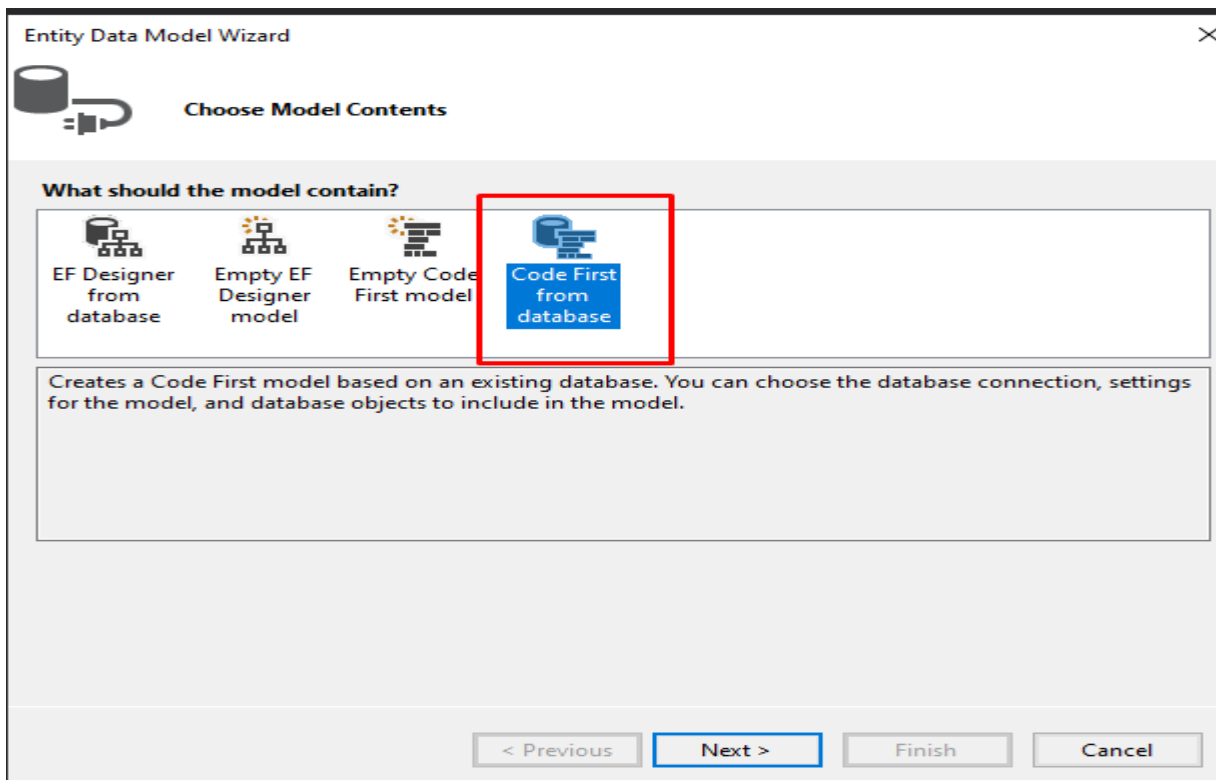 Entity Data Model Wizard
Choose Model Contents
What should the model contain?
EF Designer
from
database
Empty EF
Designer
model
Empty Code
First model
Code First
from
database
Creates a Code First model based on an existing database. You can choose the database connection, settings
for the model, and database objects to include in the model.
< Previous
Next >
Finish
Cancel